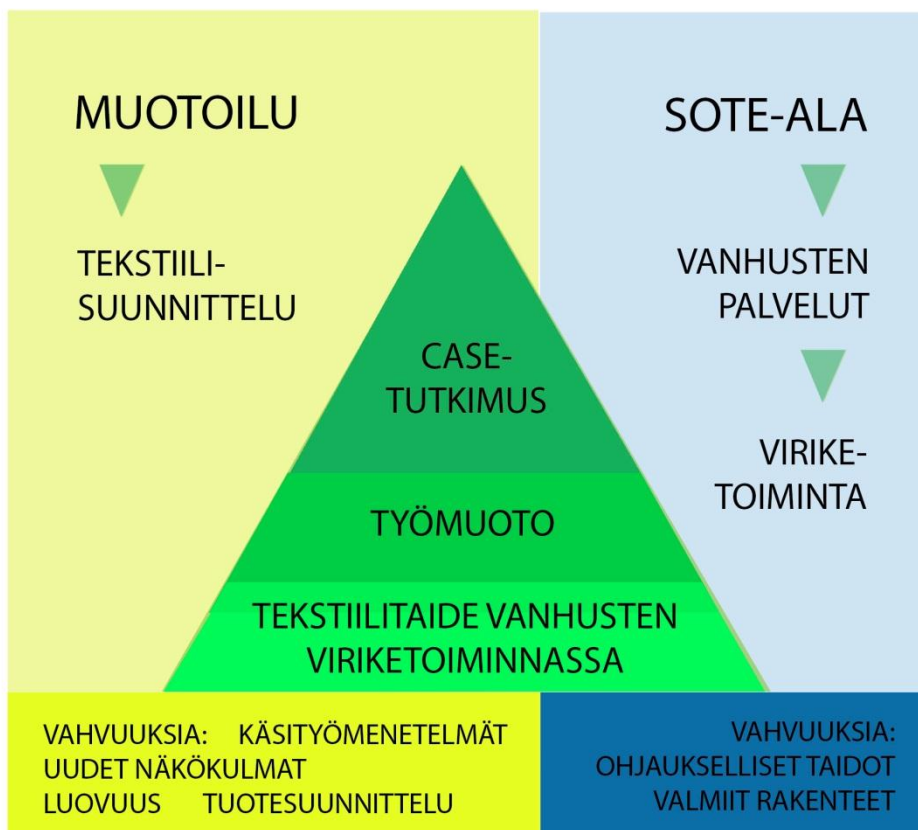 MUOTOILU
TEKSTIILI-
SUUNNITTELU
SOTE-ALA
VANHUSTEN
PALVELUT
VIRIKE-
TOIMINTA
CASE-
TUTKIMUS
TYÖMUOTO
TEKSTIILITAIDE VANHUSTEN
VIRIKETOIMINNASSA
VAHVUUKSIA: KÄSITYÖMENETELMÄT
UUDET NÄKÖKULMAT
LUOVUUS TUOTESUUNNITTELU
VAHVUUKSIA:
OHJAUKSELLISET TAIDOT
VALMIIT RAKENTEET